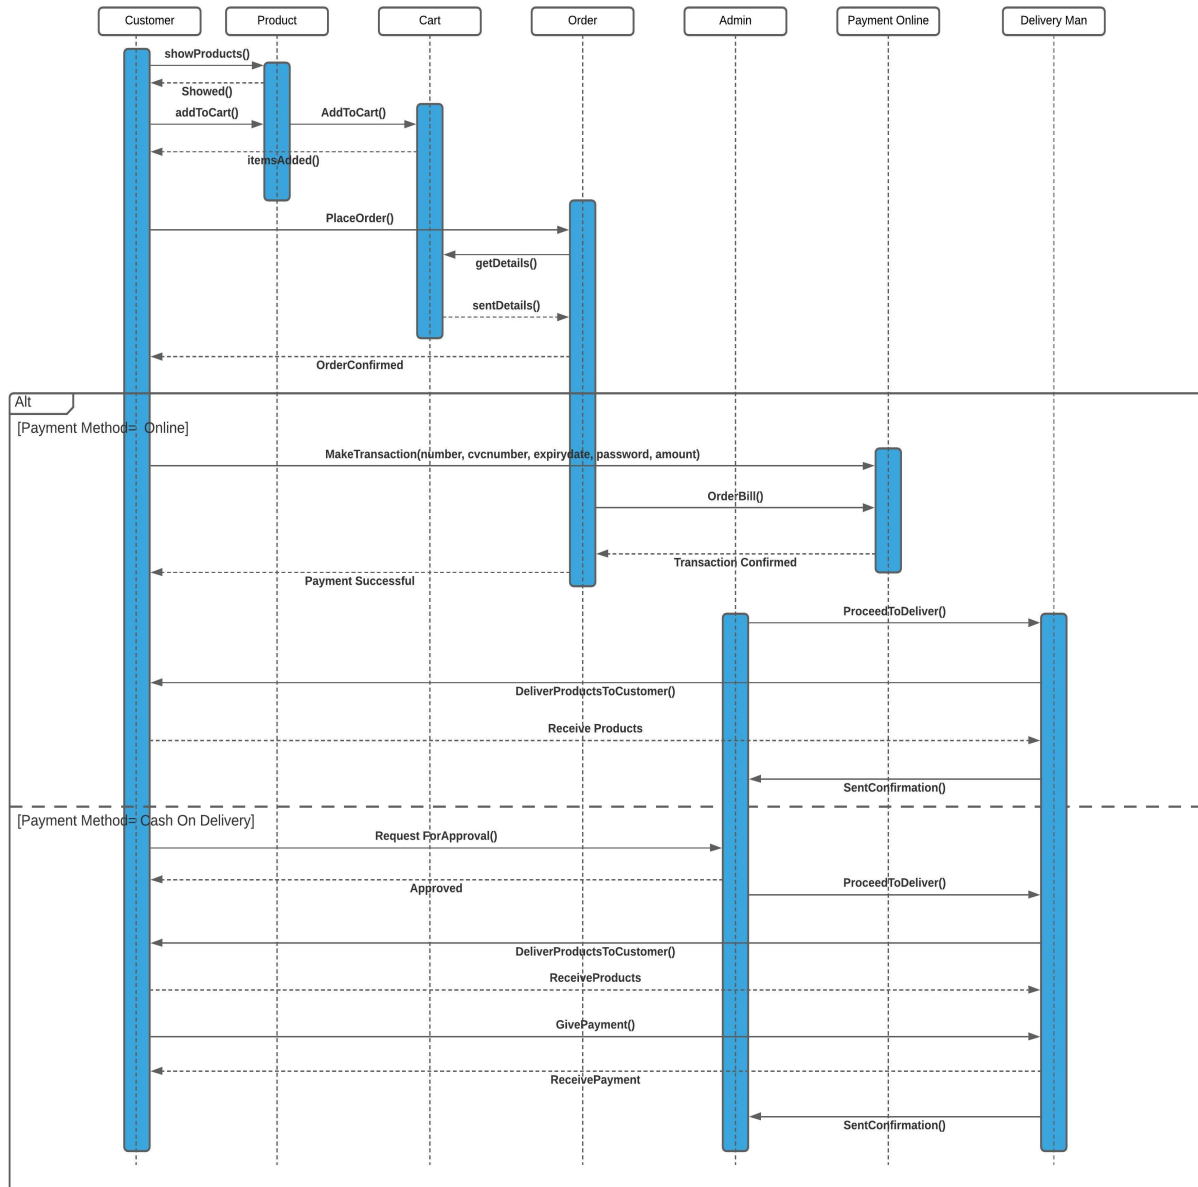 Customer
Product
Cart
Order
Admin
Payment Online
Delivery Man
showProducts()
Showed()
addToCart()
AddToCart()
itemsAdded()
PlaceOrder()
getDetails()
sentDetails()
OrderConfirmed
Alt
[Payment Method=  Online]
MakeTransaction(number, cvcnumber, expirydate, password, amount)
OrderBill()
Transaction Confirmed
Payment Successful
ProceedToDeliver()
DeliverProductsToCustomer()
Receive Products
SentConfirmation()
[Payment Method= Cash On Delivery]
Request ForApproval()
Approved
ProceedToDeliver()
DeliverProductsToCustomer()
ReceiveProducts
GivePayment()
ReceivePayment
SentConfirmation()